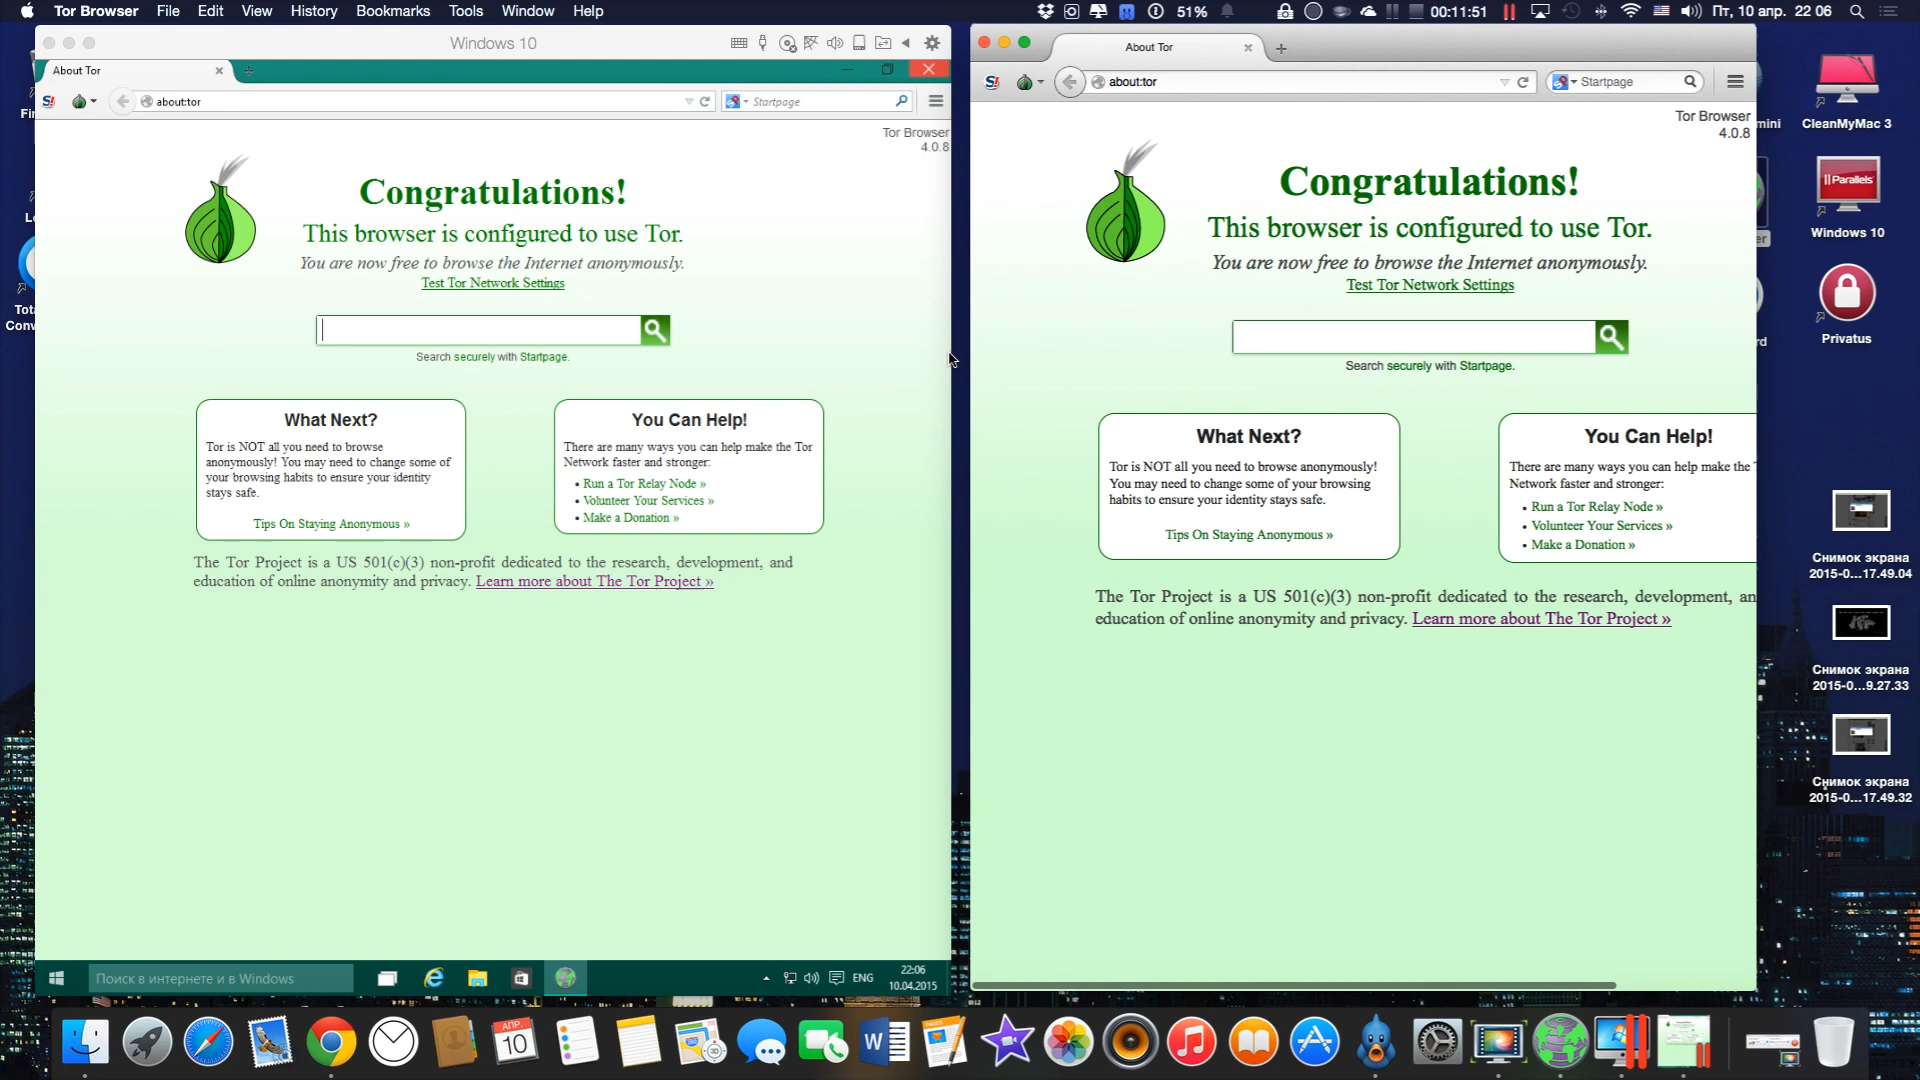 Tor Browser File Edit View History Bookmarks Tools Window Help
51% 00:11:51 Пт, 10 апр. 22 06
Windows 10
About Tor
about:tor
Startpage
Tor Browser
4.0.8
Congratulations!
This browser is configured to use Tor.
You are now free to browse the Internet anonymously.
Test Tor Network Settings
Search securely with Startpage.
What Next?
Tor is NOT all you need to browse
anonymously! You may need to change some of
your browsing habits to ensure your identity
stays safe.
Tips On Staying Anonymous »
You Can Help!
There are many ways you can help make the Tor
Network faster and stronger:
• Run a Tor Relay Node »
• Volunteer Your Services »
• Make a Donation »
The Tor Project is a US 501(c)(3) non-profit dedicated to the research, development, and
education of online anonymity and privacy. Learn more about The Tor Project »
Поиск в интернете и в Windows
ENG
22:06
10.04.2015
About Tor
about:tor
Startpage
Tor Browser
4.0.8
Congratulations!
This browser is configured to use Tor.
You are now free to browse the Internet anonymously.
Test Tor Network Settings
Search securely with Startpage.
What Next?
Tor is NOT all you need to browse anonymously!
You may need to change some of your browsing
habits to ensure your identity stays safe.
Tips On Staying Anonymous »
You Can Help!
There are many ways you can help make the
Network faster and stronger:
• Run a Tor Relay Node »
• Volunteer Your Services »
• Make a Donation »
The Tor Project is a US 501(c)(3) non-profit dedicated to the research, development, an
education of online anonymity and privacy. Learn more about The Tor Project »
CleanMyMac 3
Parallels
Windows 10
Privatus
Снимок экрана
2015-0...17.49.04
Снимок экрана
2015-0...9.27.33
Снимок экрана
2015-0...17.49.32
АПР.
10
3D